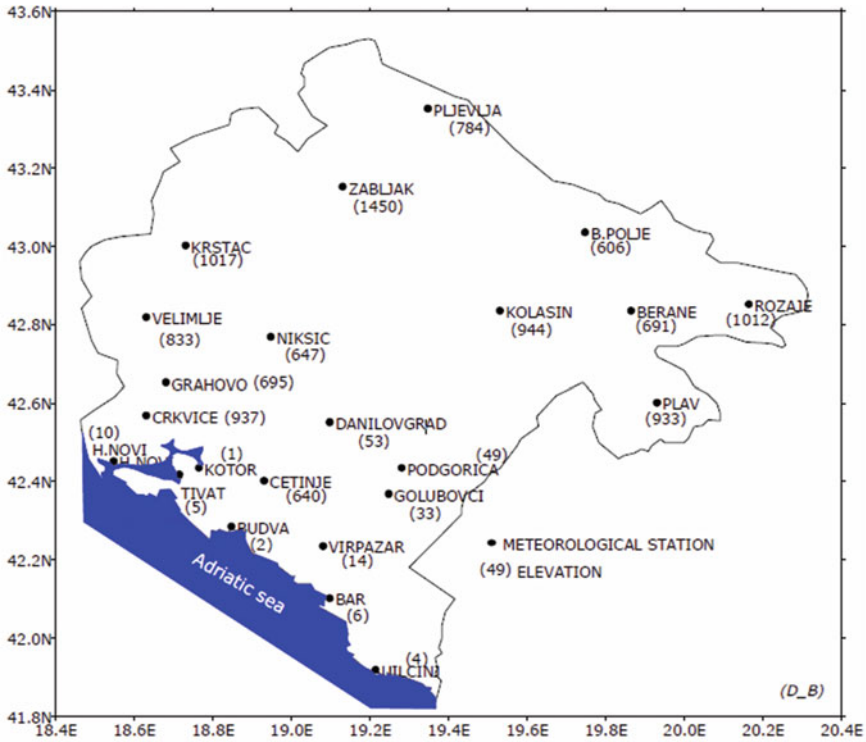 43.6N
43.4N
PLJEVLJA
(784)
43.2N
ZABLJAK
(1450)
B.POLJE
(606)
43.0N
KRSTAC
(1017)
ROZAJE
(1012)
KOLASIN
(944)
BERANE
(691)
42.8N
VELIMLJE
(833)
NIKSIC
(647)
GRAHOVO (695)
42.6N
PLAV
(933)
CRKVICE (937)
DANILOVGRAD
(53)
(10)
H.NOVI
H.NOV
(1)
KOTOR
(49)
PODGORICA
42.4N
CETINJE
(640)
TIVAT
(5)
GOLUBOVCI
(33)
BUDVA
(2)
VIRPAZAR
(14)
METEOROLOGICAL STATION
(49) ELEVATION
42.2N
Adriatic sea
BAR
(6)
42.0N
(4)
ULCINJ
(D_B)
41.8N
18.4E 18.6E 18.8E 19.0E 19.2E 19.4E 19.6E 19.8E 20.0E 20.2E 20.4E